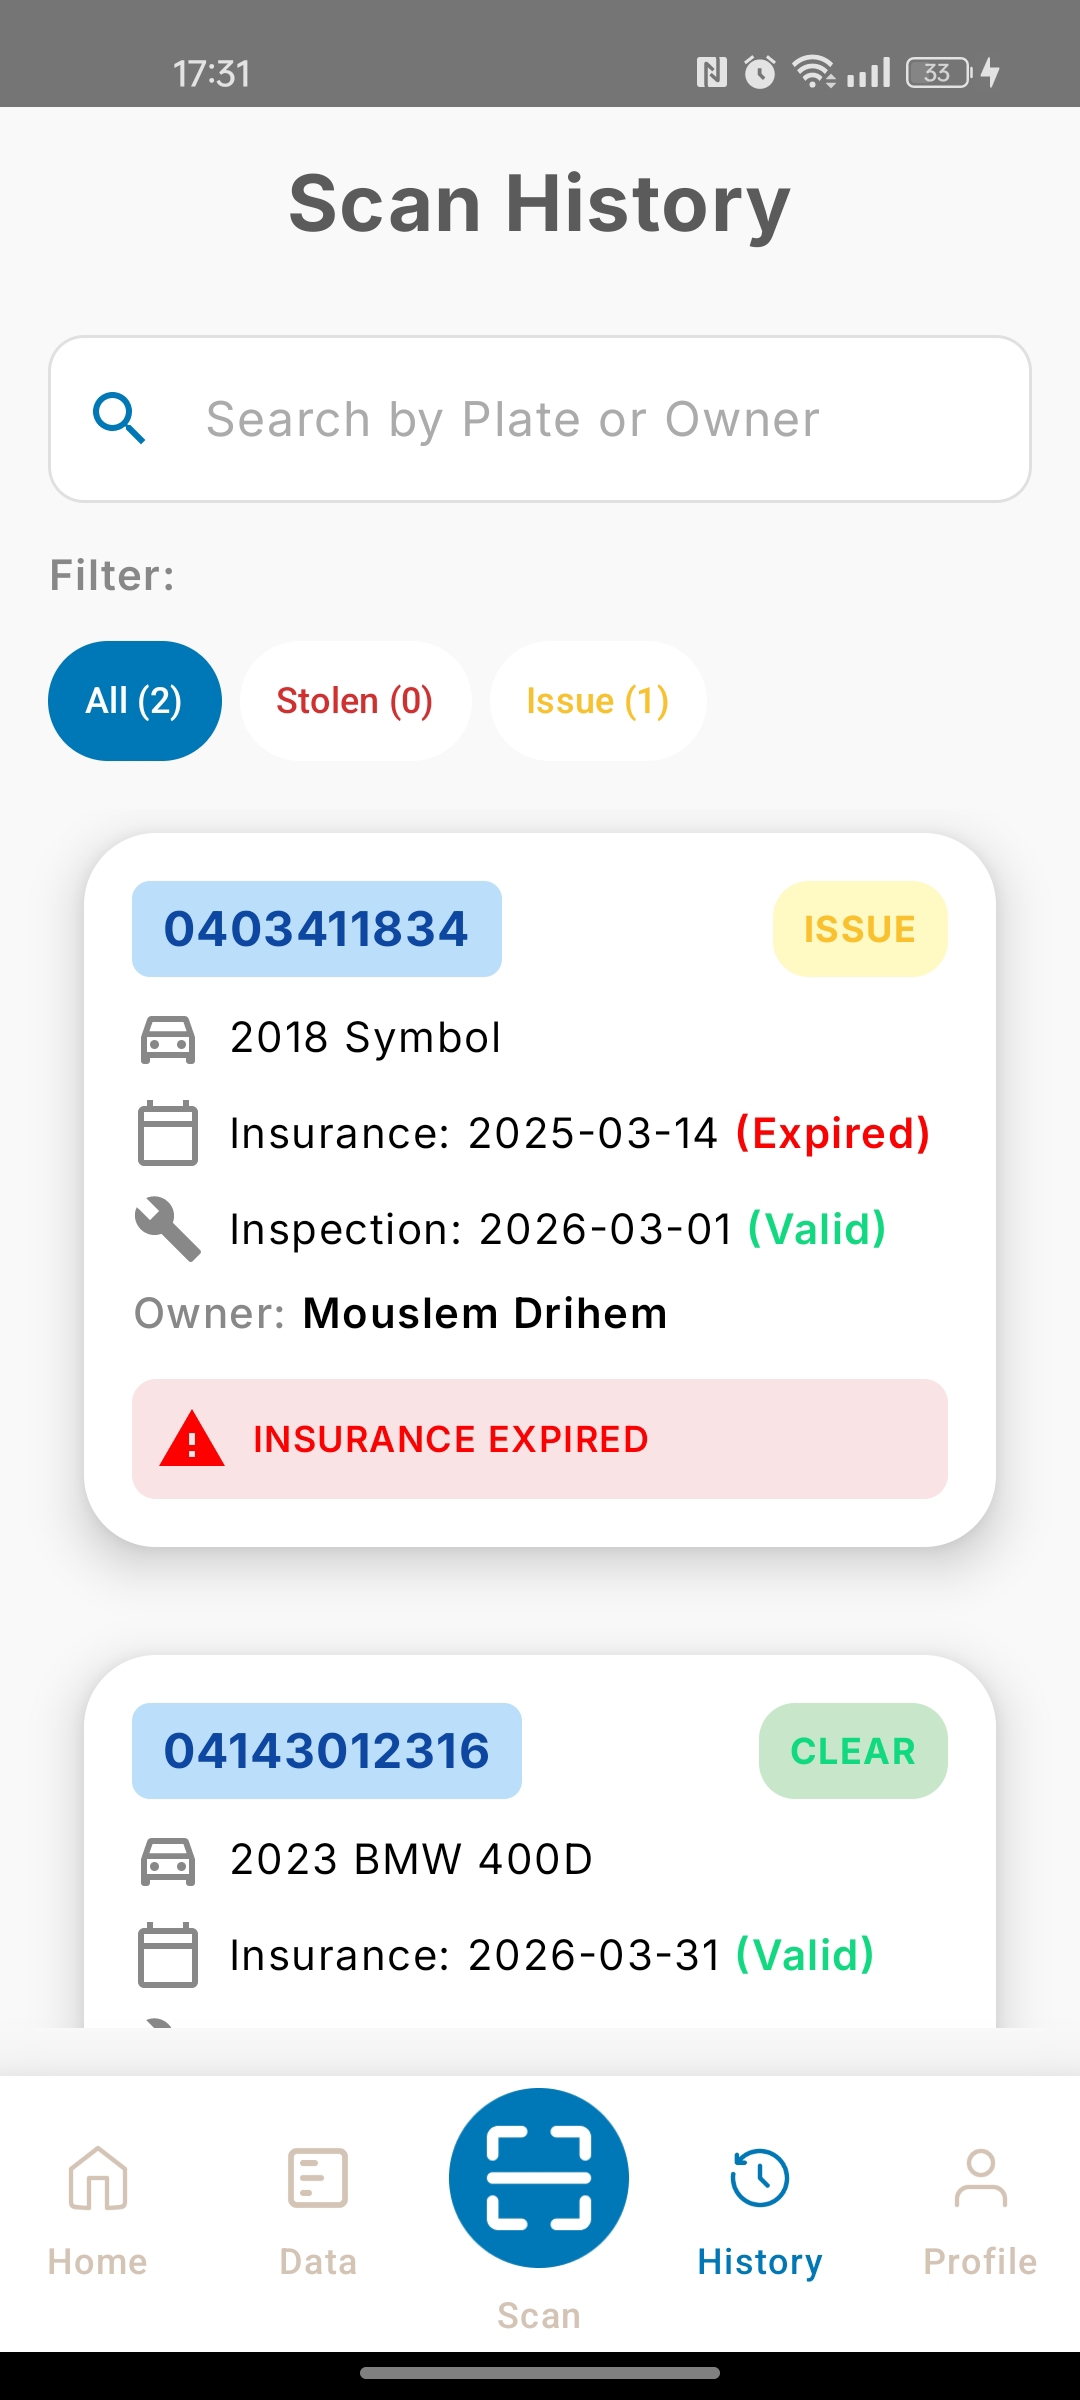 17:31
33
Scan History
Search by Plate or Owner
Filter:
All (2)
Stolen (0)
Issue (1)
0403411834
ISSUE
2018 Symbol
Insurance: 2025-03-14 (Expired)
Inspection: 2026-03-01 (Valid)
Owner: Mouslem Drihem
INSURANCE EXPIRED
04143012316
CLEAR
2023 BMW 400D
Insurance: 2026-03-31 (Valid)
Home
Data
Scan
History
Profile